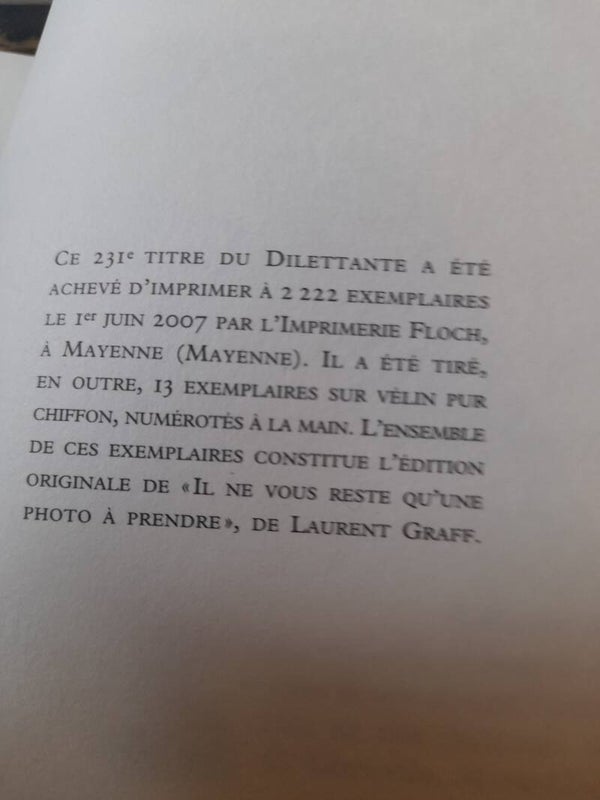 Ce 231e titre du Dilettante a été
achevé d'imprimer à 2 222 exemplaires
le 1er juin 2007 par l'Imprimerie Floch,
à Mayenne (Mayenne). Il a été tiré,
en outre, 13 exemplaires sur vélin pur
chiffon, numérotés à la main. L'ensemble
de ces exemplaires constitue l'édition
originale de «Il ne vous reste qu'une
photo à prendre», de Laurent Graff.